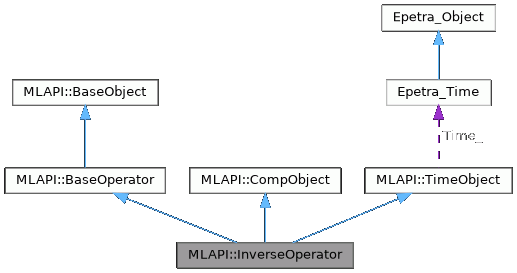 Epetra_Object
MLAPI::BaseObject
Epetra_Time
Time_
MLAPI::BaseOperator
MLAPI::CompObject
MLAPI::TimeObject
MLAPI::InverseOperator